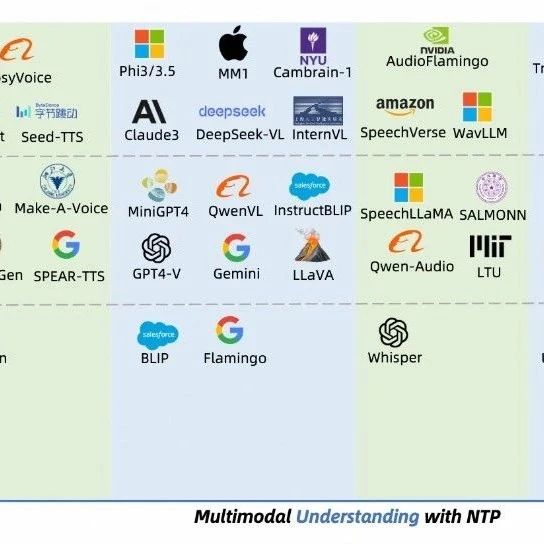 NYU
NVIDIA
syVoice
Phi3/3.5
MM1
Cambrain-1
AudioFlamingo
Tr
ByteDance
字节跳动
AI
deepseek
amazon
t
Seed-TTS
Claude3
DeepSeek-VL
InternVL
SpeechVerse
WavLLM
salesforce
Make-A-Voice
MiniGPT4
QwenVL
InstructBLIP
SpeechLLaMA
SALMONN
MIT
Gen
SPEAR-TTS
GPT4-V
Gemini
LLaVA
Qwen-Audio
LTU
salesforce
n
BLIP
Flamingo
Whisper
Multimodal Understanding with NTP